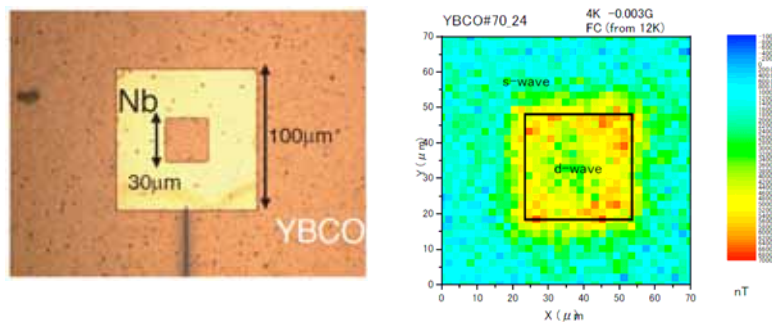 Nb
30μm
100μm
YBCO
YBCO#70_24
4K -0.003G
FC (from 12K)
s-wave
d-wave
70
60
50
40
30
20
10
0
Y (μm)
0 10 20 30 40 50 60 70
X (μm)
nT